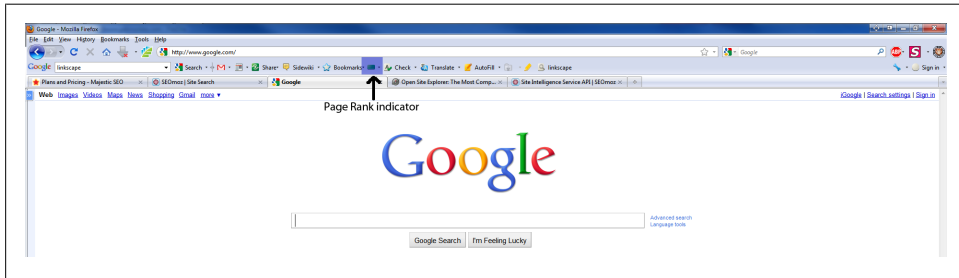 Google - Mozilla Firefox
File Edit View History Bookmarks Tools Help
http://www.google.com/ Google
Google linkscape Search Share Sidewiki Bookmarks Check Translate AutoFill linkscape Sign in
Plans and Pricing - Majestic SEO SEOmoz | Site Search Google Open Site Explorer: The Most Comp... Site Intelligence Service API | SEOmoz
Web Images Videos Maps News Shopping Gmail more ▼ iGoogle | Search settings | Sign in
Page Rank indicator
Google
Advanced search
Language tools
Google Search I'm Feeling Lucky